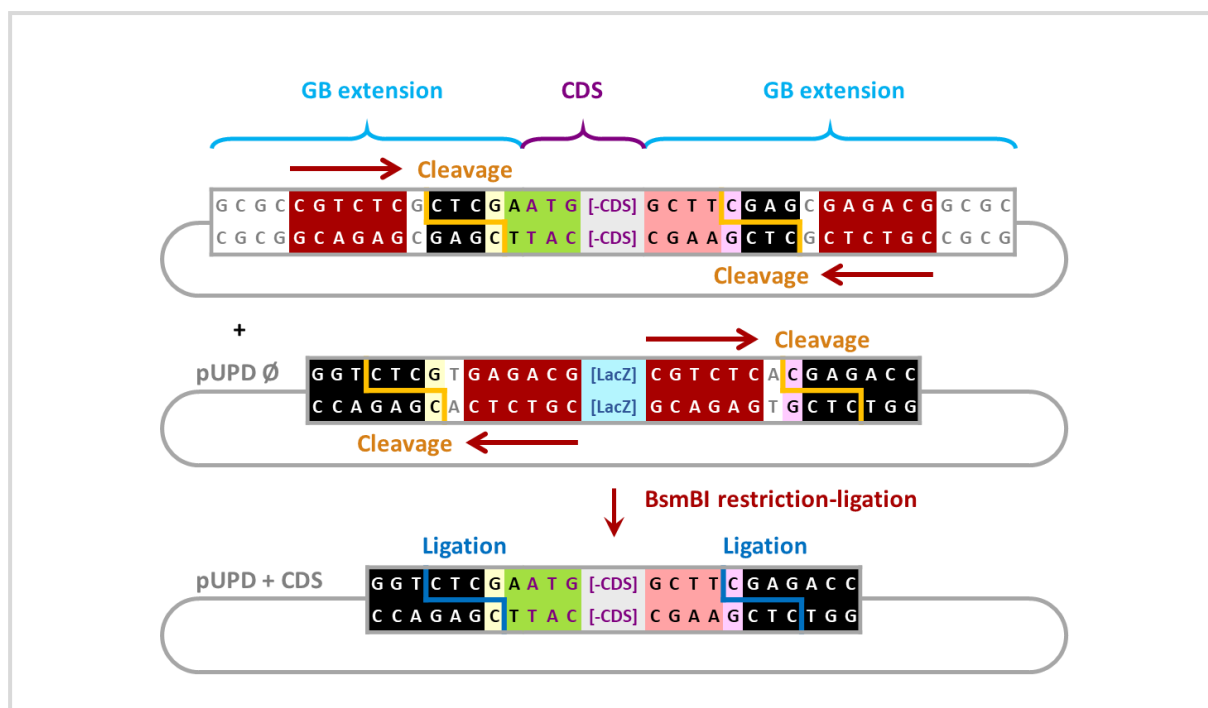 GB extension CDS GB extension
Cleavage
G C G C C G T C T C G C T C G A A T G [-CDS] G C T T C G A G C G A G A C G G C G C
C G C G G C A G A G C G A G C T T A C [-CDS] C G A A G C T C G C T C T G C C G C G
Cleavage
+
Cleavage
pUPD Ø
G G T C T C G T G A G A C G [LacZ] C G T C T C A C G A G A C C
C C A G A G C A C T C T G C [LacZ] G C A G A G T G C T C T G G
Cleavage
BsmBI restriction-ligation
Ligation Ligation
pUPD + CDS
G G T C T C G A A T G [-CDS] G C T T C G A G A C C
C C A G A G C T T A C [-CDS] C G A A G C T C T G G